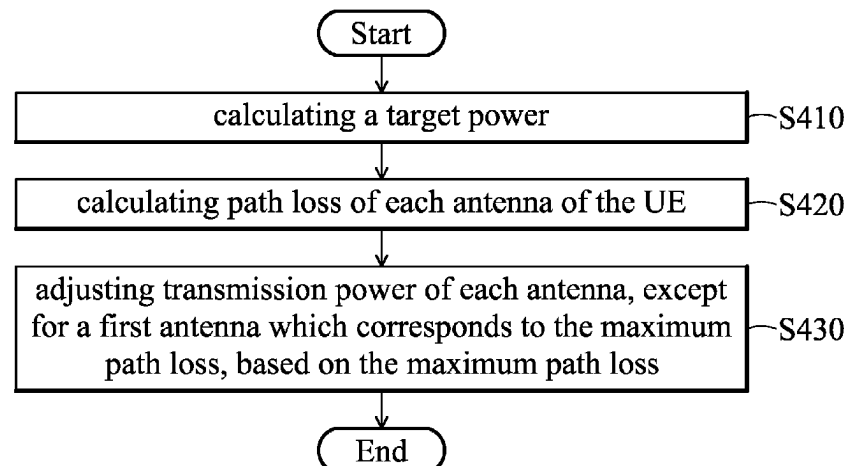 Start
calculating a target power
S410
calculating path loss of each antenna of the UE
S420
adjusting transmission power of each antenna, except
for a first antenna which corresponds to the maximum
path loss, based on the maximum path loss
S430
End